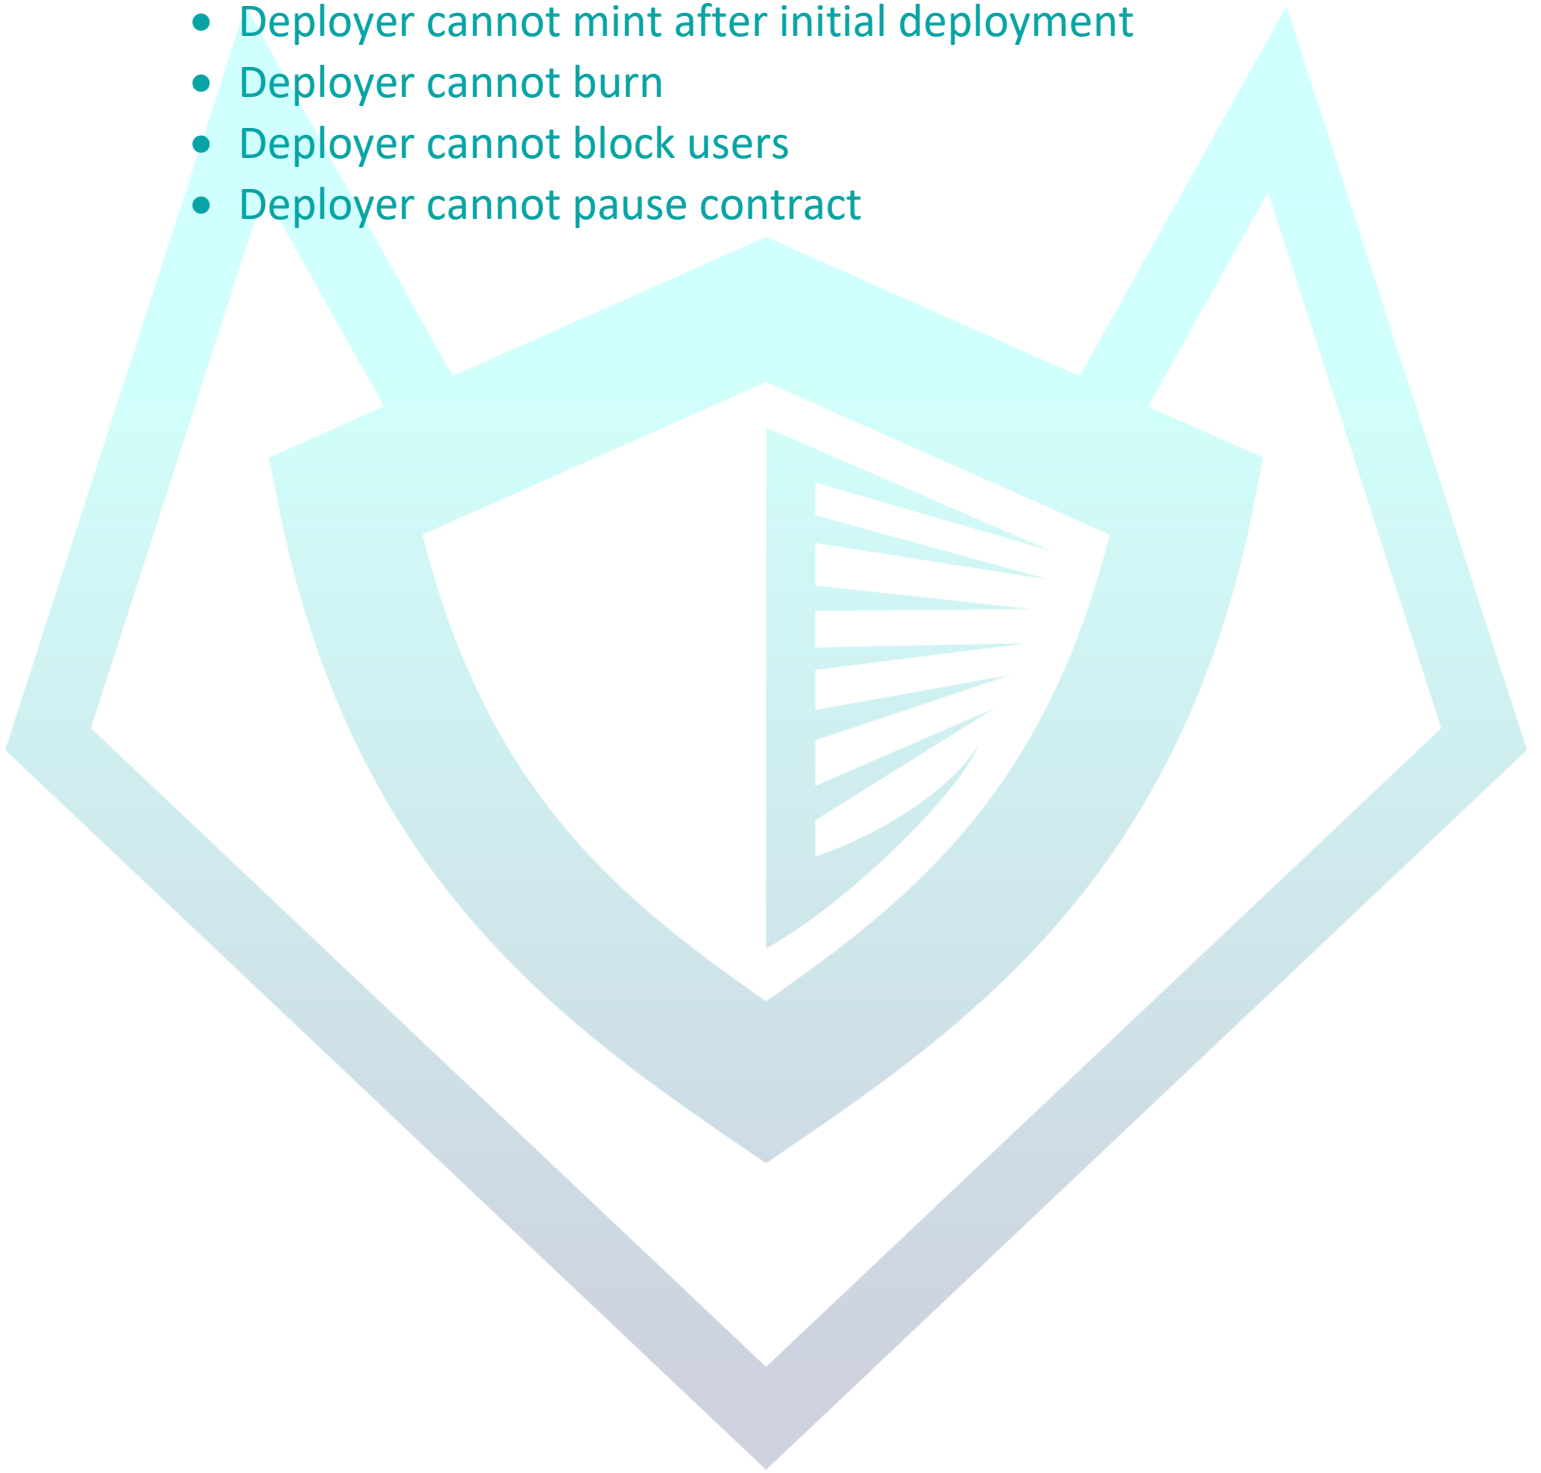 • Deployer cannot mint after initial deployment
• Deployer cannot burn
• Deployer cannot block users
• Deployer cannot pause contract